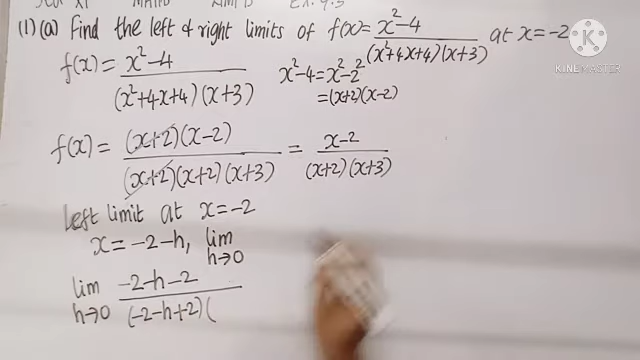 MATHS LIMITS Ex. 9.3
(1) (a) Find the left & right limits of f(x) = x²-4 / (x²+4x+4)(x+3) at x=-2
KINEMASTER
f(x) = x²-4 / (x²+4x+4)(x+3)
x²-4 = x²-2²
= (x+2)(x-2)
f(x) = (x+2)(x-2) / (x+2)(x+2)(x+3) = x-2 / (x+2)(x+3)
Left limit at x=-2
x = -2-h, lim h→0
lim h→0 -2-h-2 / (-2-h+2)(